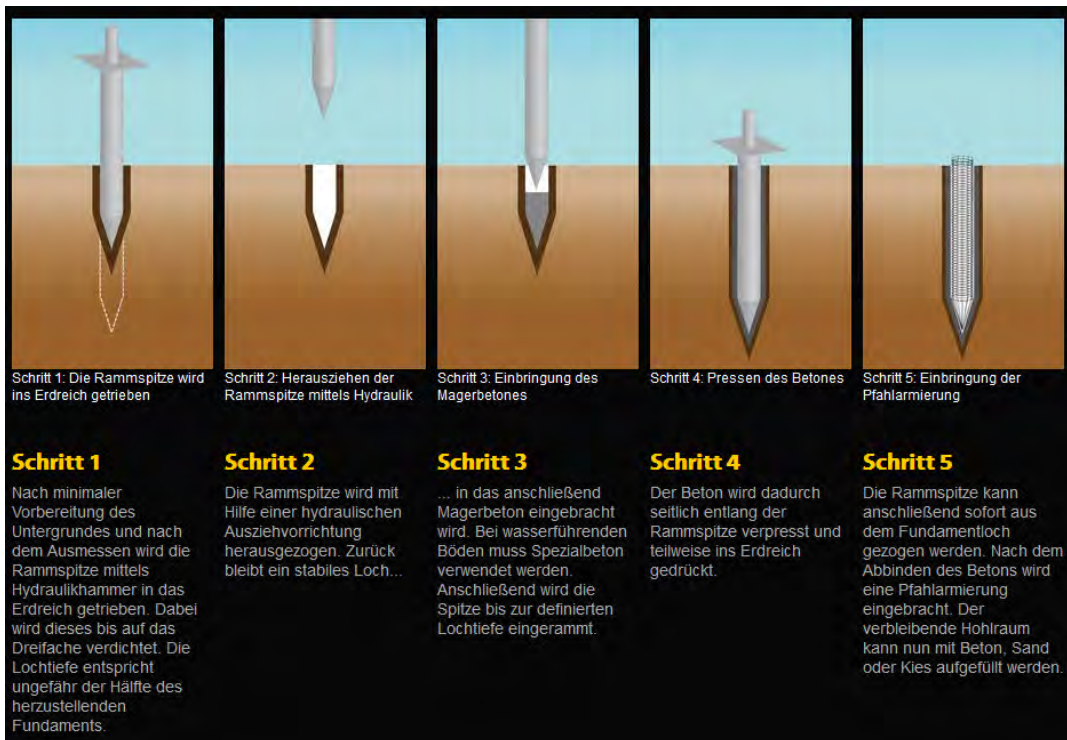 Schritt 1: Die Rammspitze wird
ins Erdreich getrieben
Schritt 2: Herausziehen der
Rammspitze mittels Hydraulik
Schritt 3: Einbringung des
Magerbetones
Schritt 4: Pressen des Betones
Schritt 5: Einbringung der
Pfahlarmierung
Schritt 1
Nach minimaler
Vorbereitung des
Untergrundes und nach
dem Ausmessen wird die
Rammspitze mittels
Hydraulikhammer in das
Erdreich getrieben. Dabei
wird dieses bis auf das
Dreifache verdichtet. Die
Lochtiefe entspricht
ungefähr der Hälfte des
herzustellenden
Fundaments.
Schritt 2
Die Rammspitze wird mit
Hilfe einer hydraulischen
Ausziehvorrichtung
herausgezogen. Zurück
bleibt ein stabiles Loch...
Schritt 3
... in das anschließend
Magerbeton eingebracht
wird. Bei wasserführenden
Böden muss Spezialbeton
verwendet werden.
Anschließend wird die
Spitze bis zur definierten
Lochtiefe eingerammt.
Schritt 4
Der Beton wird dadurch
seitlich entlang der
Rammspitze verpresst und
teilweise ins Erdreich
gedrückt.
Schritt 5
Die Rammspitze kann
anschließend sofort aus
dem Fundamentloch
gezogen werden. Nach dem
Abbinden des Betons wird
eine Pfahlarmierung
eingebracht. Der
verbleibende Hohlraum
kann nun mit Beton, Sand
oder Kies aufgefüllt werden.